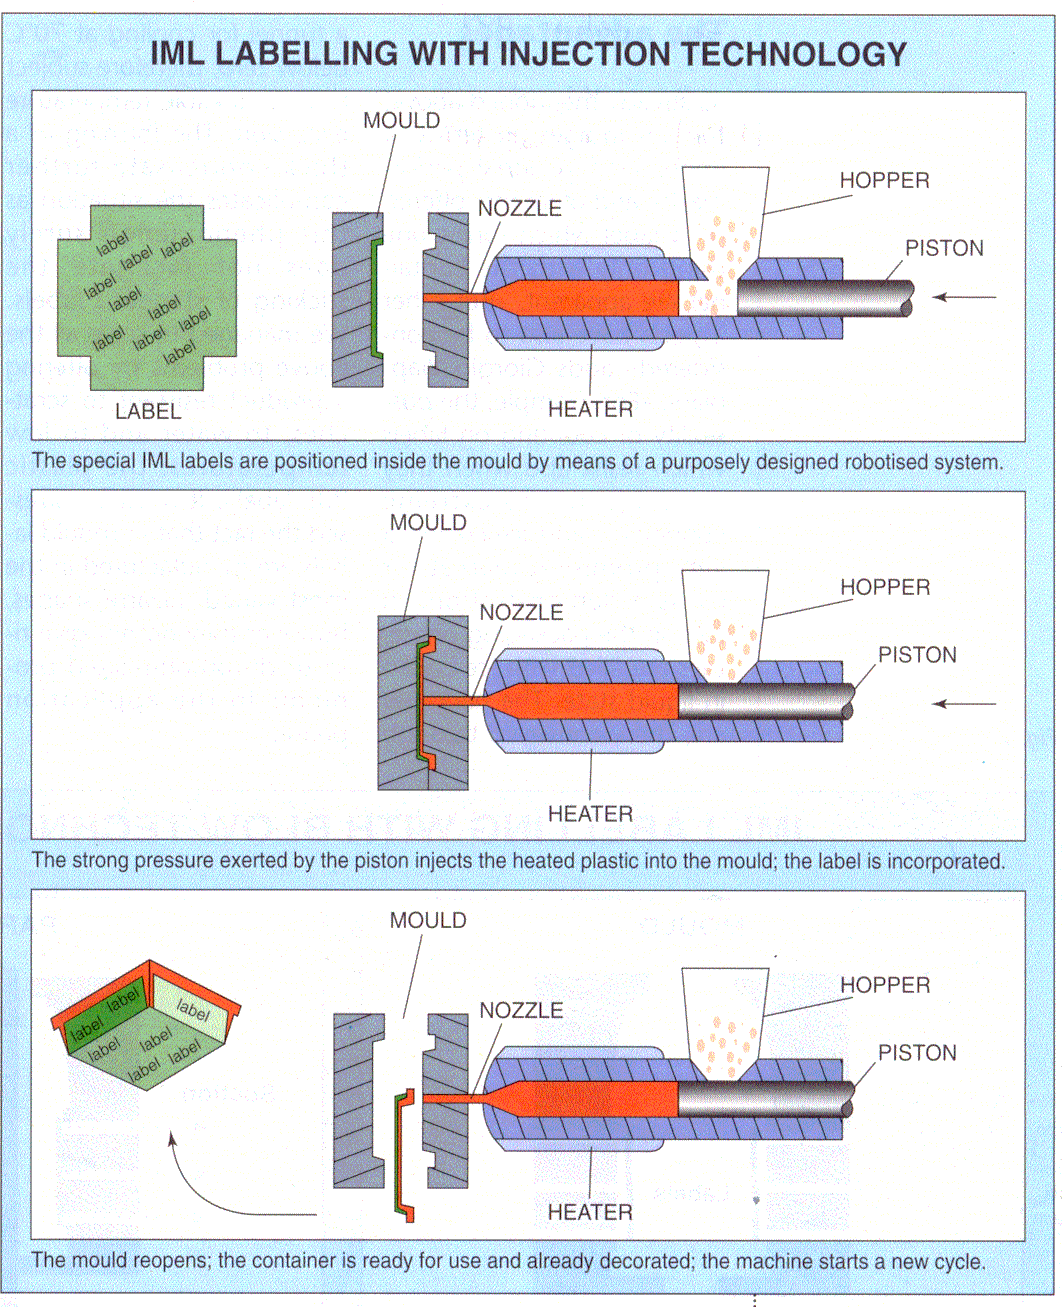 IML LABELLING WITH INJECTION TECHNOLOGY
MOULD
HOPPER
NOZZLE
PISTON
label
label
label
label
label
label
label
label
label
label
HEATER
LABEL
The special IML labels are positioned inside the mould by means of a purposely designed robotised system.
MOULD
HOPPER
NOZZLE
PISTON
HEATER
The strong pressure exerted by the piston injects the heated plastic into the mould; the label is incorporated.
MOULD
HOPPER
NOZZLE
PISTON
label
label
label
label
label
label
label
HEATER
The mould reopens; the container is ready for use and already decorated; the machine starts a new cycle.